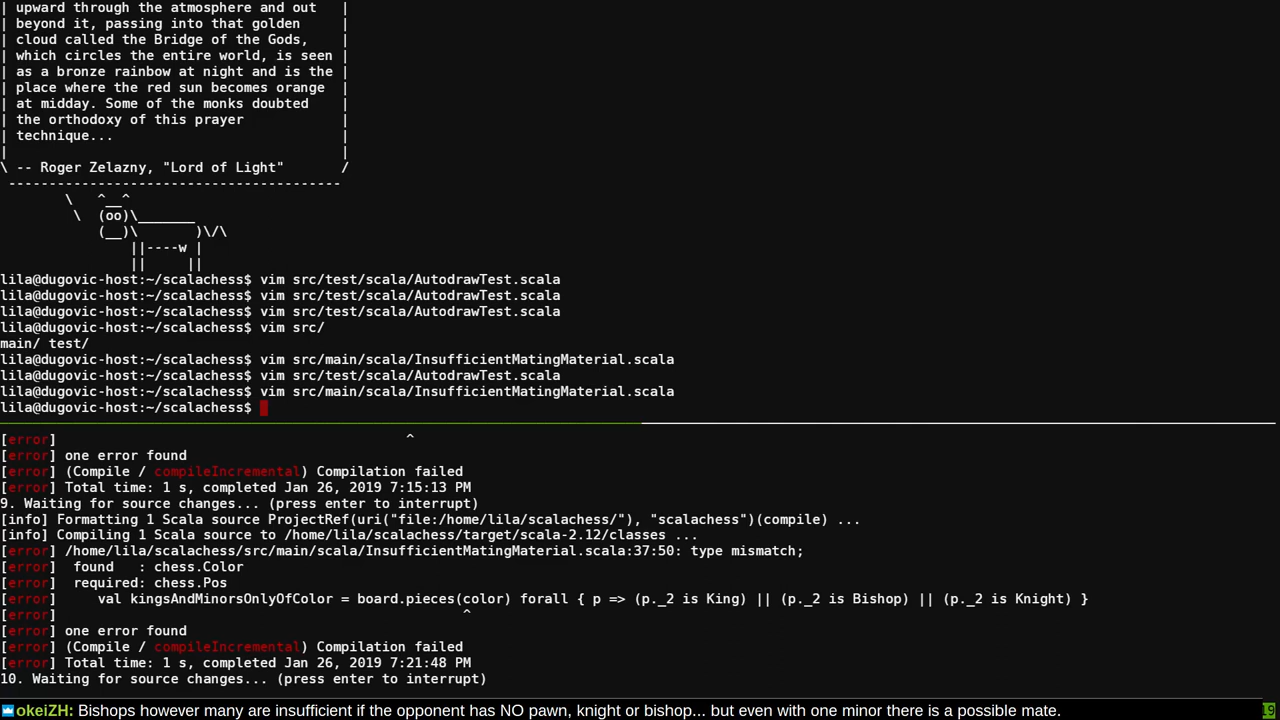 | upward through the atmosphere and out   |
| beyond it, passing into that golden     |
| cloud called the Bridge of the Gods,    |
| which circles the entire world, is seen |
| as a bronze rainbow at night and is the |
| place where the red sun becomes orange  |
| at midday. Some of the monks doubted    |
| the orthodoxy of this prayer            |
| technique...                            |
|                                         |
\ -- Roger Zelazny, "Lord of Light"       /
 -----------------------------------------
        \   ^__^
         \  (oo)\_______
            (__)\       )\/\
                ||----w |
                ||     ||
lila@dugovic-host:~/scalachess$ vim src/test/scala/AutodrawTest.scala
lila@dugovic-host:~/scalachess$ vim src/test/scala/AutodrawTest.scala
lila@dugovic-host:~/scalachess$ vim src/test/scala/AutodrawTest.scala
lila@dugovic-host:~/scalachess$ vim src/
main/ test/
lila@dugovic-host:~/scalachess$ vim src/main/scala/InsufficientMatingMaterial.scala
lila@dugovic-host:~/scalachess$ vim src/test/scala/AutodrawTest.scala
lila@dugovic-host:~/scalachess$ vim src/main/scala/InsufficientMatingMaterial.scala
lila@dugovic-host:~/scalachess$
[error]                                           ^
[error] one error found
[error] (Compile / compileIncremental) Compilation failed
[error] Total time: 1 s, completed Jan 26, 2019 7:15:13 PM
9. Waiting for source changes... (press enter to interrupt)
[info] Formatting 1 Scala source ProjectRef(uri("file:/home/lila/scalachess/"), "scalachess")(compile) ...
[info] Compiling 1 Scala source to /home/lila/scalachess/target/scala-2.12/classes ...
[error] /home/lila/scalachess/src/main/scala/InsufficientMatingMaterial.scala:37:50: type mismatch;
[error]  found   : chess.Color
[error]  required: chess.Pos
[error]     val kingsAndMinorsOnlyOfColor = board.pieces(color) forall { p => (p._2 is King) || (p._2 is Bishop) || (p._2 is Knight) }
[error]                                                  ^
[error] one error found
[error] (Compile / compileIncremental) Compilation failed
[error] Total time: 1 s, completed Jan 26, 2019 7:21:48 PM
10. Waiting for source changes... (press enter to interrupt)
okeiZH: Bishops however many are insufficient if the opponent has NO pawn, knight or bishop... but even with one minor there is a possible mate.